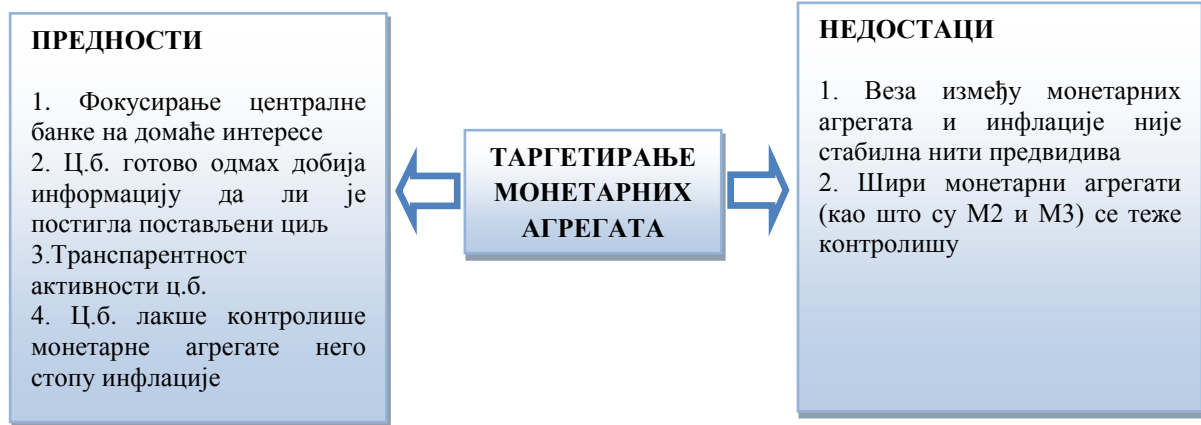 ПРЕДНОСТИ
1. Фокусирање централне
банке на домаће интересе
2. Ц.б. готово одмах добија
информацију да ли је
постигла постављени циљ
3.Транспарентност
активности ц.б.
4. Ц.б. лакше контролише
монетарне агрегате него
стопу инфлације
ТАРГЕТИРАЊЕ
МОНЕТАРНИХ
АГРЕГАТА
НЕДОСТАЦИ
1. Веза између монетарних
агрегата и инфлације није
стабилна нити предвидива
2. Шири монетарни агрегати
(као што су М2 и М3) се теже
контролишу